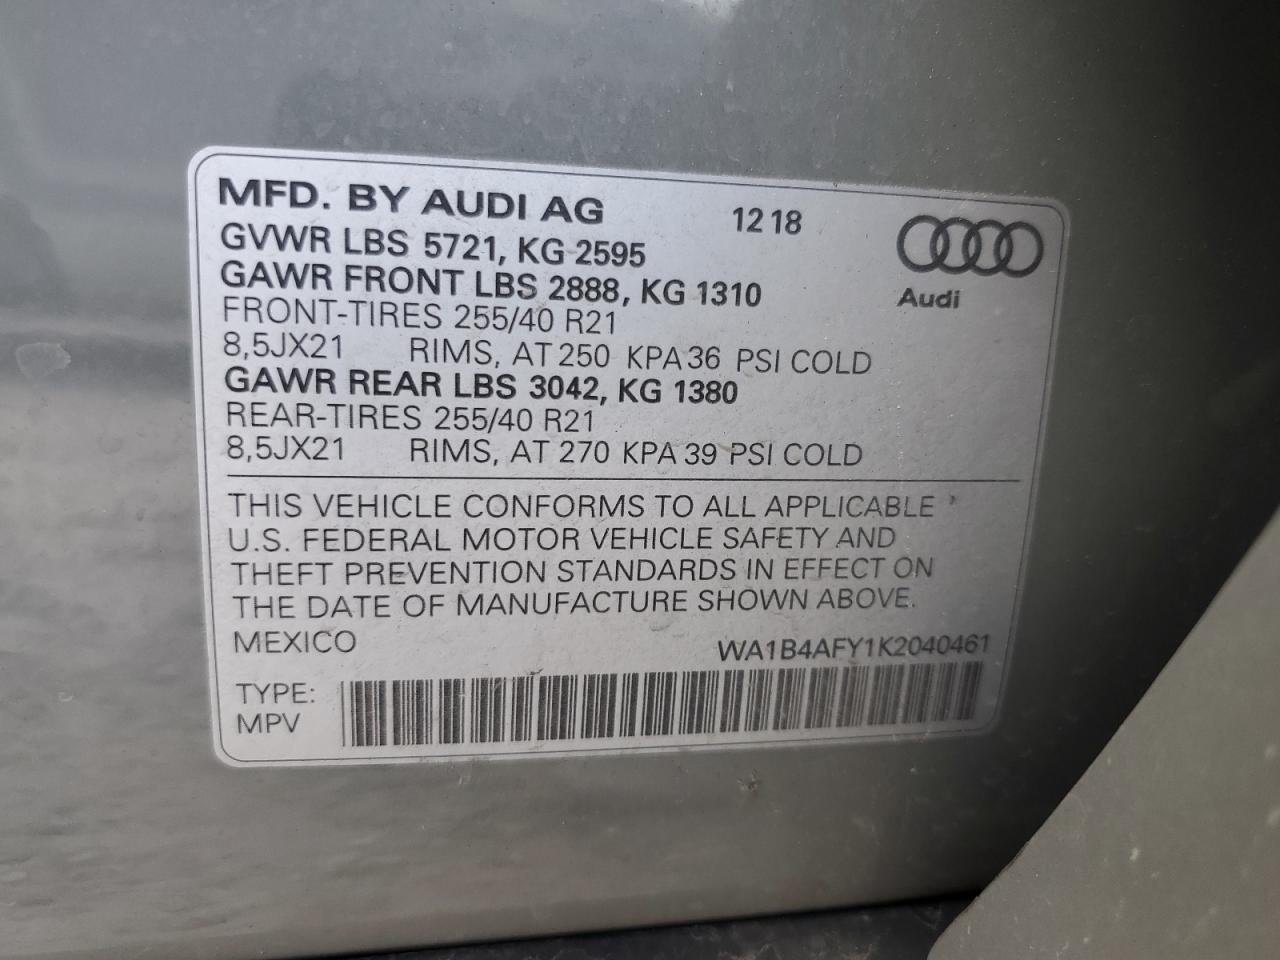 MFD. BY AUDI AG 12 18
GVWR LBS 5721, KG 2595
GAWR FRONT LBS 2888, KG 1310
Audi
FRONT-TIRES 255/40 R21
8,5JX21 RIMS, AT 250 KPA 36 PSI COLD
GAWR REAR LBS 3042, KG 1380
REAR-TIRES 255/40 R21
8,5JX21 RIMS, AT 270 KPA 39 PSI COLD
THIS VEHICLE CONFORMS TO ALL APPLICABLE
U.S. FEDERAL MOTOR VEHICLE SAFETY AND
THEFT PREVENTION STANDARDS IN EFFECT ON
THE DATE OF MANUFACTURE SHOWN ABOVE.
MEXICO WA1B4AFY1K2040461
TYPE:
MPV